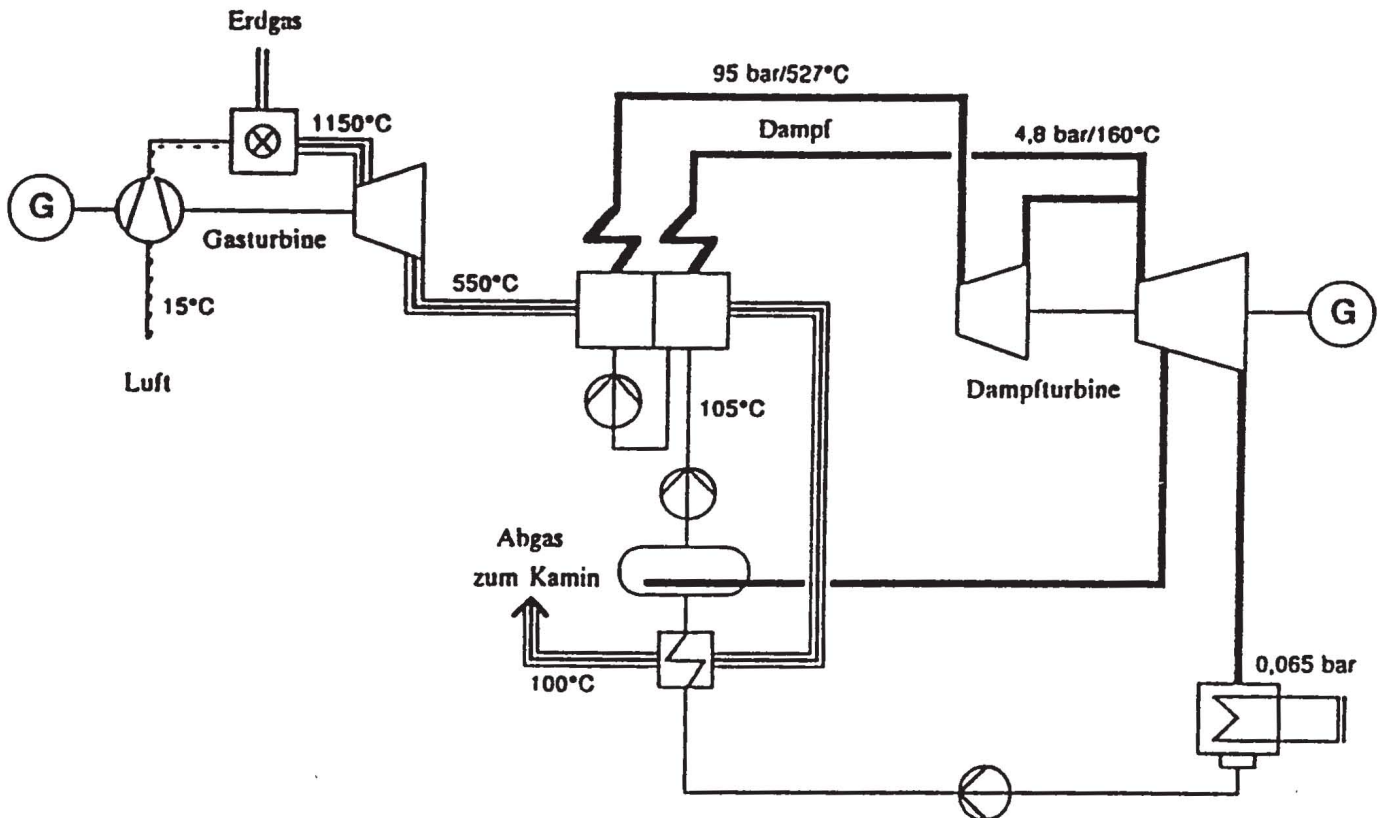 Erdgas
95 bar/527°C
1150°C
Dampf
4,8 bar/160°C
G
Gasturbine
550°C
15°C
G
Luft
Dampfturbine
105°C
Abgas
zum Kamin
100°C
0,065 bar